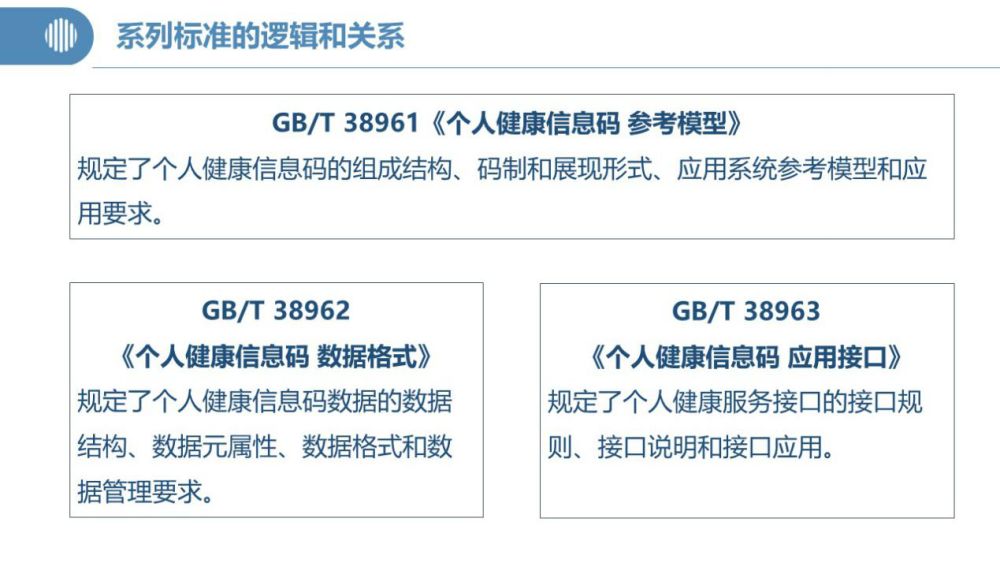 系列标准的逻辑和关系
GB/T 38961《个人健康信息码 参考模型》
规定了个人健康信息码的组成结构、码制和展现形式、应用系统参考模型和应
用要求。
GB/T 38962
《个人健康信息码 数据格式》
规定了个人健康信息码数据的数据
结构、数据元属性、数据格式和数
据管理要求。
GB/T 38963
《个人健康信息码 应用接口》
规定了个人健康服务接口的接口规
则、接口说明和接口应用。